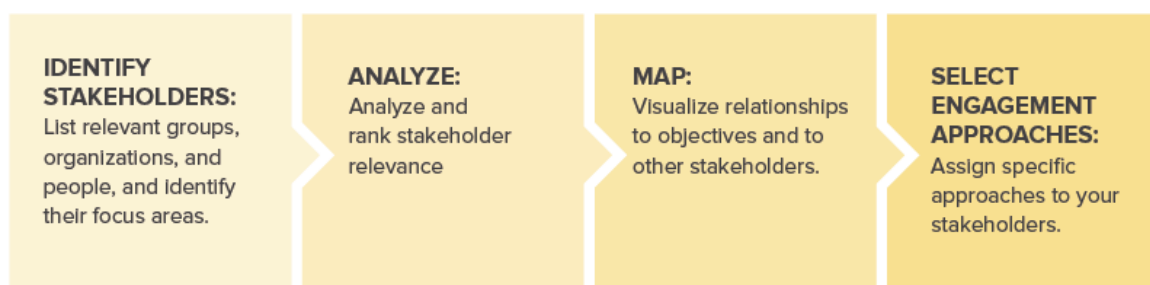 IDENTIFY
STAKEHOLDERS:
List relevant groups,
organizations, and
people, and identify
their focus areas.
ANALYZE:
Analyze and
rank stakeholder
relevance
MAP:
Visualize relationships
to objectives and to
other stakeholders.
SELECT
ENGAGEMENT
APPROACHES:
Assign specific
approaches to your
stakeholders.